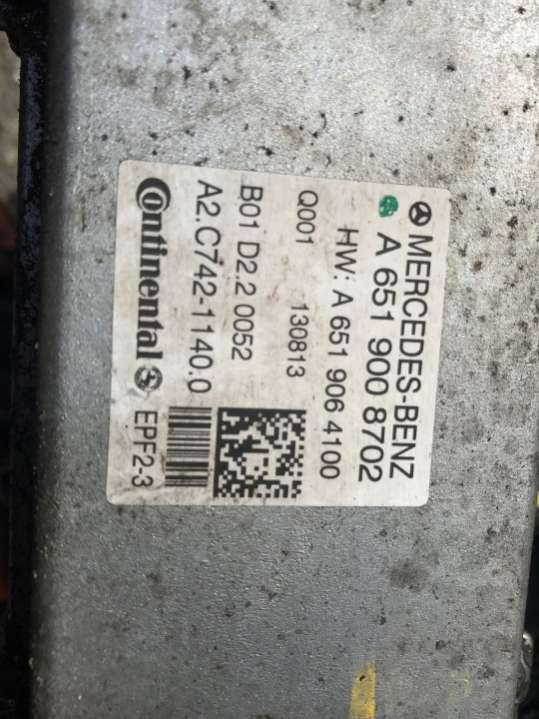 MERCEDES-BENZ
A 651 900 8702
HW: A 651 906 4100
Q001 130813
B01 D2.2 0052
A2.C742-1140.0
Continental EPF2-3